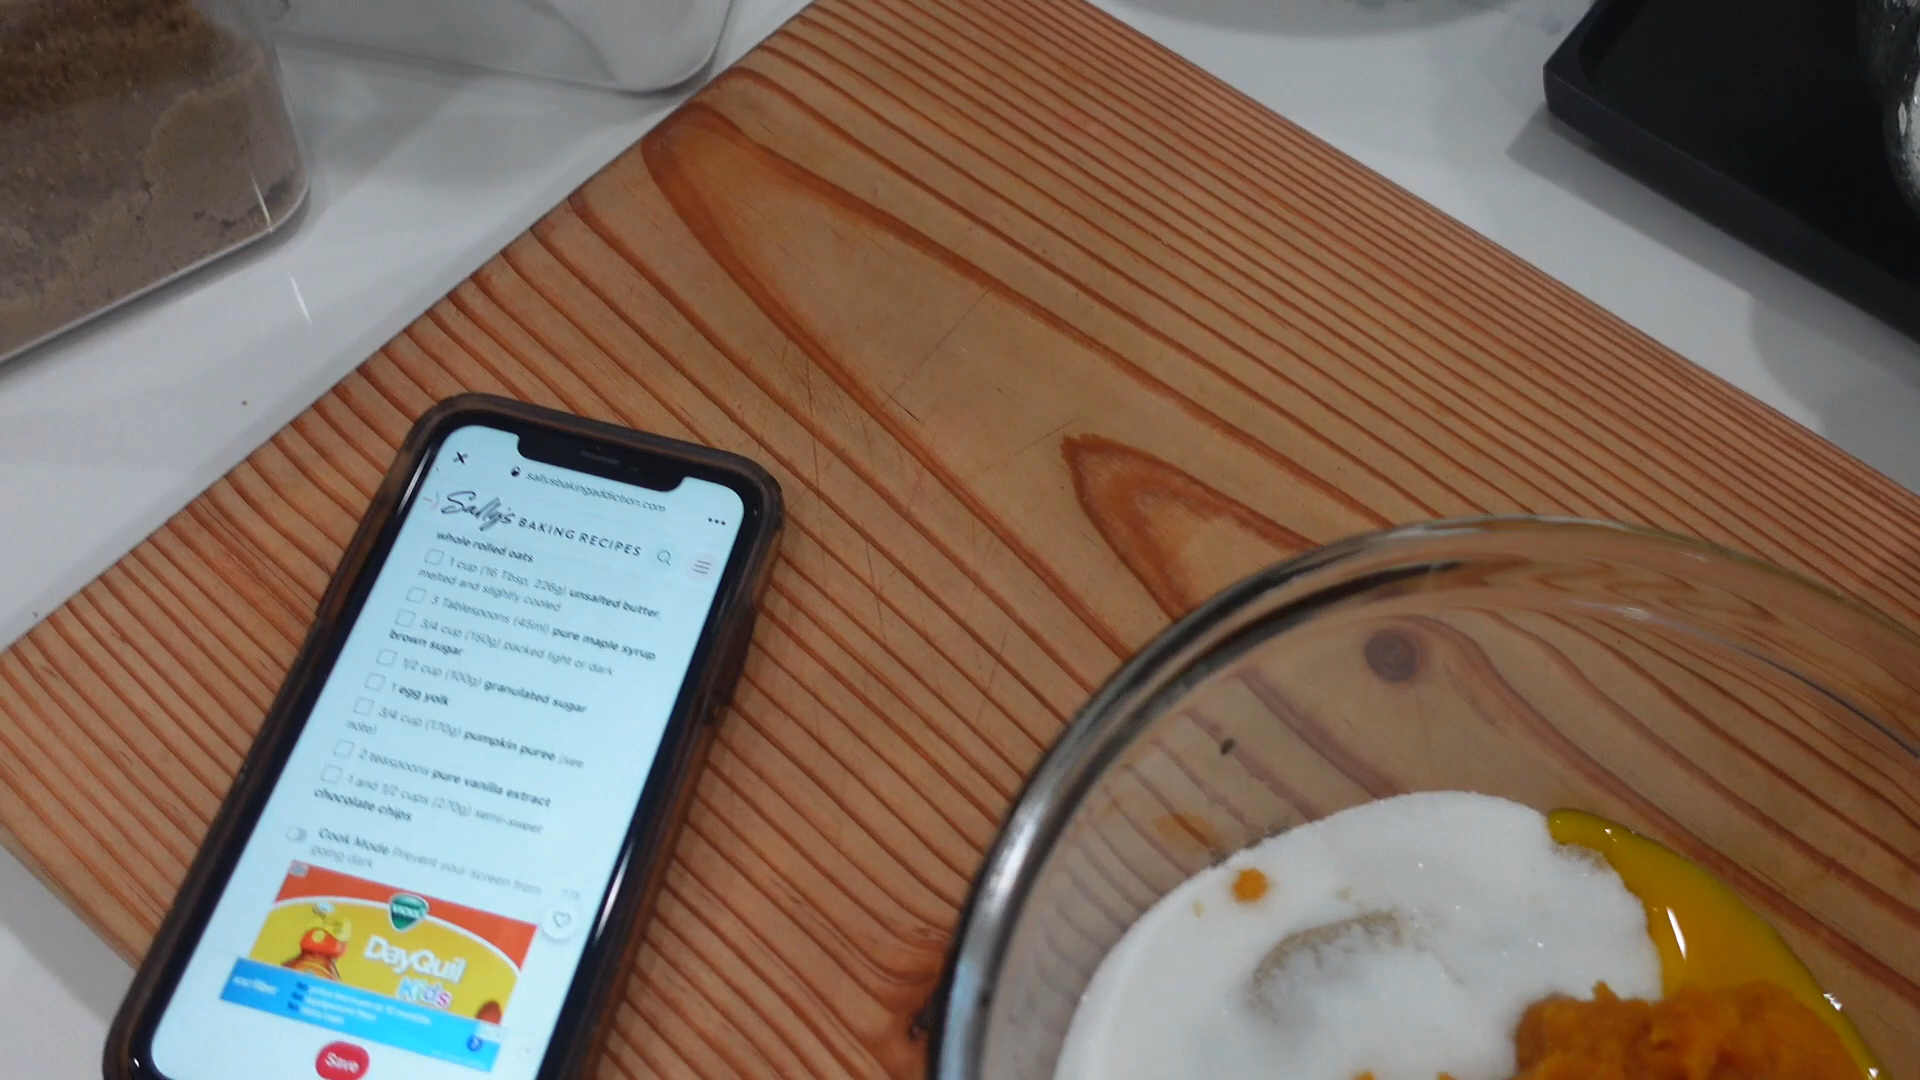 sallysbakingaddiction.com
Sally's BAKING RECIPES
whole rolled oats
1 cup (16 Tbsp; 226g) unsalted butter,
melted and slightly cooled
3 Tablespoons (45ml) pure maple syrup
3/4 cup (150g) packed light or dark
brown sugar
1/2 cup (100g) granulated sugar
1 egg yolk
3/4 cup (170g) pumpkin puree (see
note)
2 teaspoons pure vanilla extract
1 and 1/2 cups (270g) semi-sweet
chocolate chips
Cook Mode Prevent your screen from
going dark
VICKS
DayQuil
Kids
Save